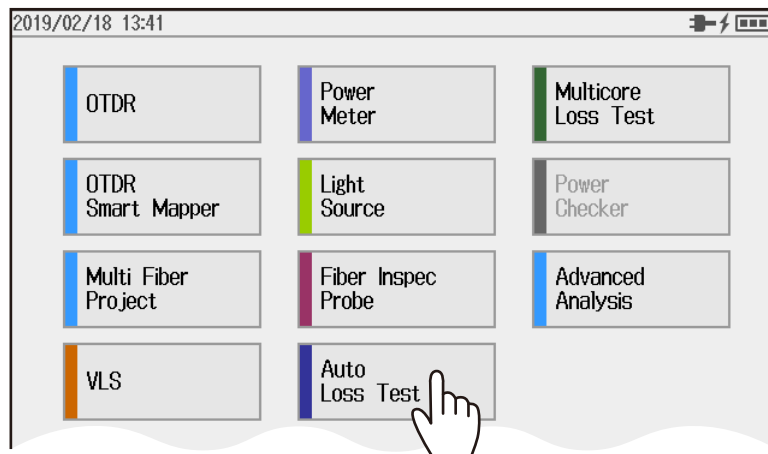 2019/02/18 13:41
OTDR
Power
Meter
Multicore
Loss Test
OTDR
Smart Mapper
Light
Source
Power
Checker
Multi Fiber
Project
Fiber Inspec
Probe
Advanced
Analysis
VLS
Auto
Loss Test